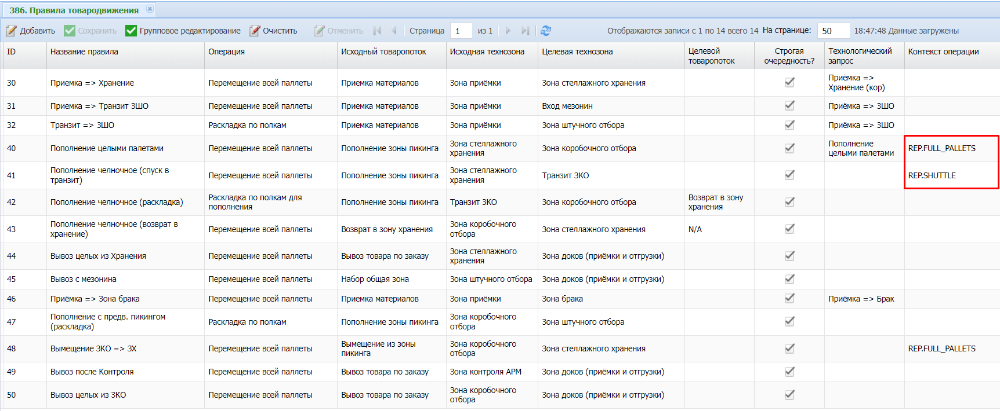 386. Правила товародвижения
Добавить Сохранить Групповое редактирование Очистить Отменить Страница 1 из 1 Отображаются записи с 1 по 14 всего 14 На странице: 50 18:47:48 Данные загружены
ID Название правила Операция Исходный товаропоток Исходная технозона Целевая технозона Целевой товаропоток Строгая очередность? Технологический запрос Контекст операции
30 Приемка => Хранение Перемещение всей паллеты Приемка материалов Зона приёмки Зона стеллажного хранения Приёмка => Хранение (кор)
31 Приемка => Транзит ЗШО Перемещение всей паллеты Приемка материалов Зона приёмки Вход мезонин Приёмка => ЗШО
32 Транзит => ЗШО Раскладка по полкам Приемка материалов Зона приёмки Зона штучного отбора Приёмка => ЗШО
40 Пополнение целыми палетами Перемещение всей паллеты Пополнение зоны пикинга Зона стеллажного хранения Зона коробочного отбора Пополнение целыми палетами REP.FULL_PALLETS
41 Пополнение челночное (спуск в транзит) Перемещение всей паллеты Пополнение зоны пикинга Зона стеллажного хранения Транзит ЗКО REP.SHUTTLE
42 Пополнение челночное (раскладка) Раскладка по полкам для пополнения Пополнение зоны пикинга Транзит ЗКО Зона коробочного отбора Возврат в зону хранения
43 Пополнение челночное (возврат в хранение) Перемещение всей паллеты Возврат в зону хранения Зона коробочного отбора Зона стеллажного хранения N/A
44 Вывоз целых из Хранения Перемещение всей паллеты Вывоз товара по заказу Зона стеллажного хранения Зона доков (приёмки и отгрузки)
45 Вывоз с мезонина Перемещение всей паллеты Набор общая зона Зона штучного отбора Зона доков (приёмки и отгрузки)
46 Приёмка => Зона брака Перемещение всей паллеты Приемка материалов Зона приёмки Зона брака Приёмка => Брак
47 Пополнение с предв. пикингом (раскладка) Раскладка по полкам Пополнение зоны пикинга Зона коробочного отбора Зона штучного отбора
48 Вымещение ЗКО => ЗХ Перемещение всей паллеты Вымещение из зоны пикинга Зона коробочного отбора Зона стеллажного хранения REP.FULL_PALLETS
49 Вывоз после Контроля Перемещение всей паллеты Вывоз товара по заказу Зона контроля АРМ Зона доков (приёмки и отгрузки)
50 Вывоз целых из ЗКО Перемещение всей паллеты Вывоз товара по заказу Зона коробочного отбора Зона доков (приёмки и отгрузки)